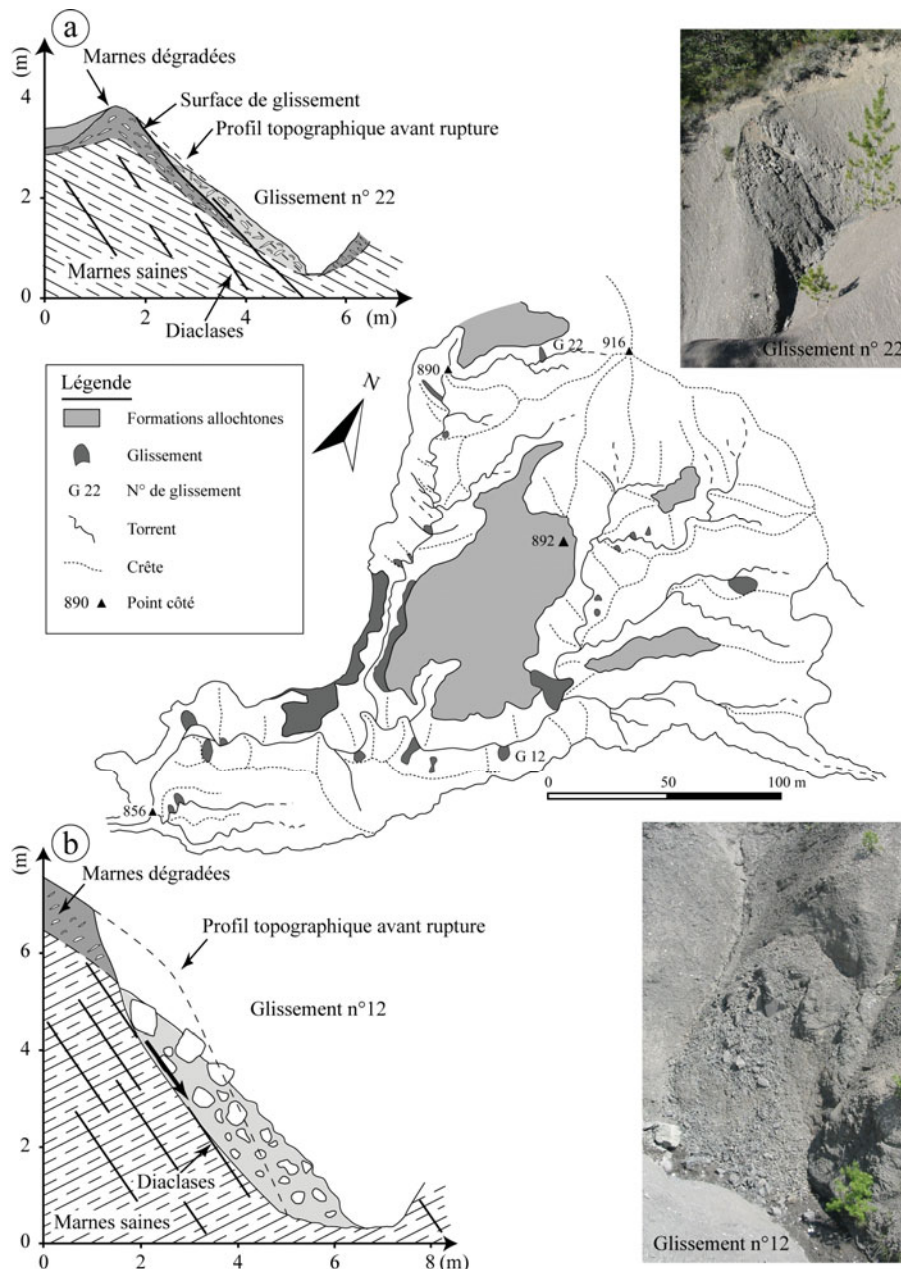 a
(m)
4
2
0
Marnes dégradées
Surface de glissement
Profil topographique avant rupture
Glissement n° 22
Marnes saines
Diaclases
0 2 4 6 (m)
Glissement n° 22
Légende
Formations allochtones
Glissement
G 22 N° de glissement
Torrent
Crête
890 Point côté
N
G 22
916
890
892
G 12
856
0 50 100 m
b
(m)
6
4
2
0
Marnes dégradées
Profil topographique avant rupture
Glissement n°12
Diaclases
Marnes saines
0 2 4 6 8 (m)
Glissement n°12